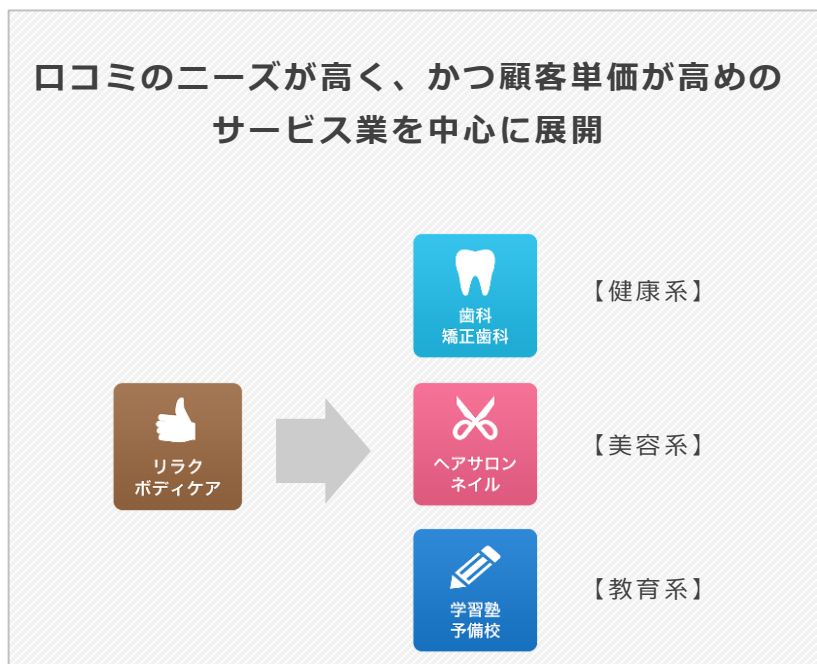 口コミのニーズが高く、かつ顧客単価が高めの
サービス業を中心に展開
歯科
矯正歯科
【健康系】
リラク
ボディケア
ヘアサロン
ネイル
【美容系】
学習塾
予備校
【教育系】